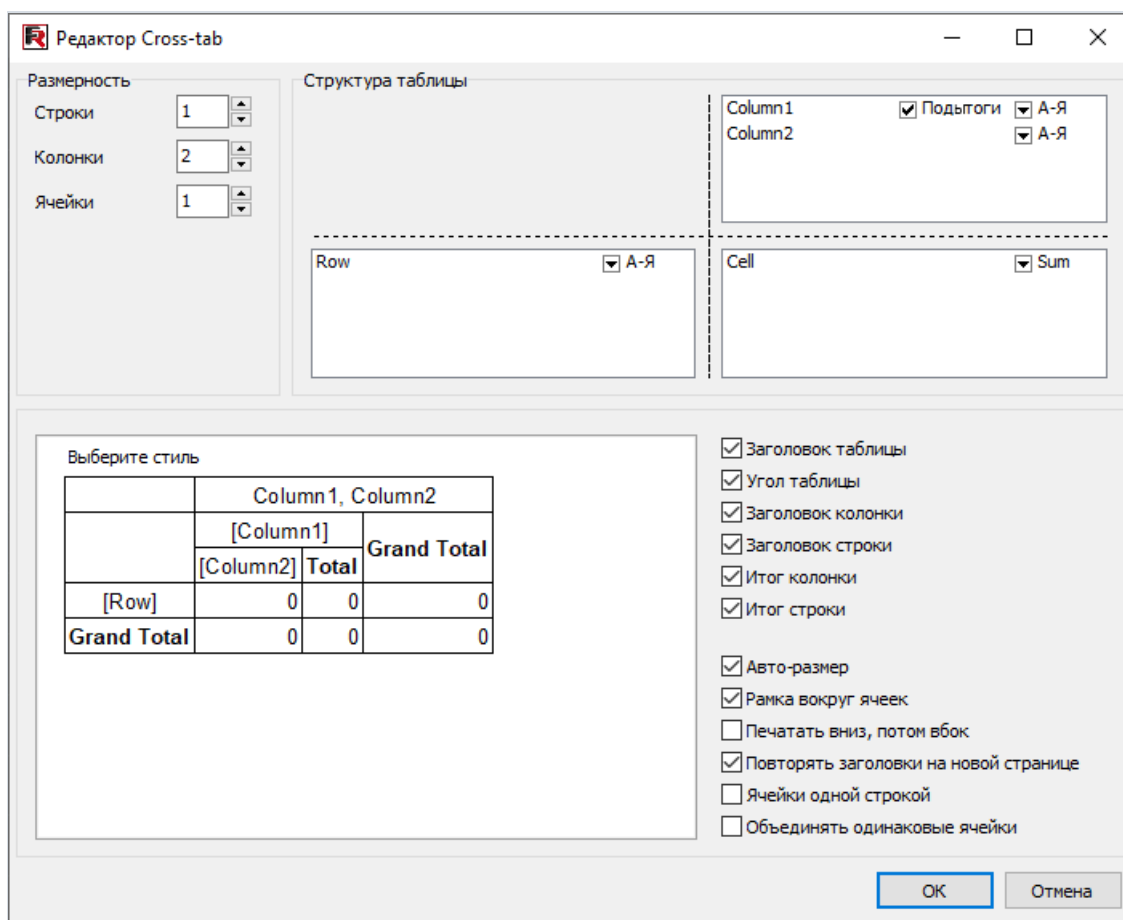 FR Редактор Cross-tab
Размерность
Строки 1
Колонки 2
Ячейки 1
Структура таблицы
Column1 Подытоги А-Я
Column2 А-Я
Row А-Я
Cell Sum
Выберите стиль
Column1, Column2
[Column1] Grand Total
[Column2] Total
[Row] 0 0 0
Grand Total 0 0 0
Заголовок таблицы
Угол таблицы
Заголовок колонки
Заголовок строки
Итог колонки
Итог строки
Авто-размер
Рамка вокруг ячеек
Печатать вниз, потом вбок
Повторять заголовки на новой странице
Ячейки одной строкой
Объединять одинаковые ячейки
ОК Отмена